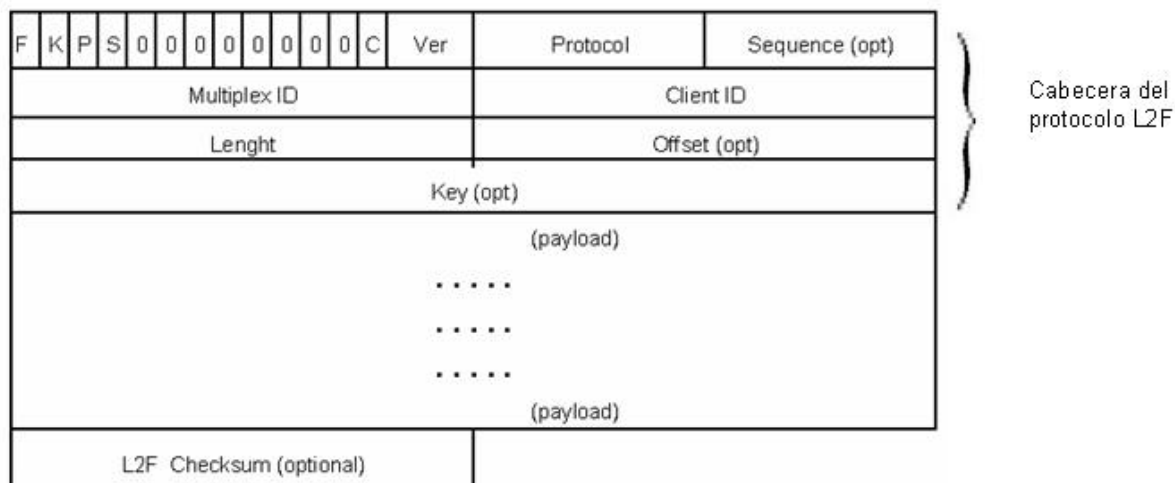 F K P S 0 0 0 0 0 0 0 0 C Ver Protocol Sequence (opt)
Multiplex ID Client ID
Lenght Offset (opt)
Key (opt)
(payload)
. . . . .
. . . . .
. . . . .
(payload)
L2F Checksum (optional)
Cabecera del
protocolo L2F